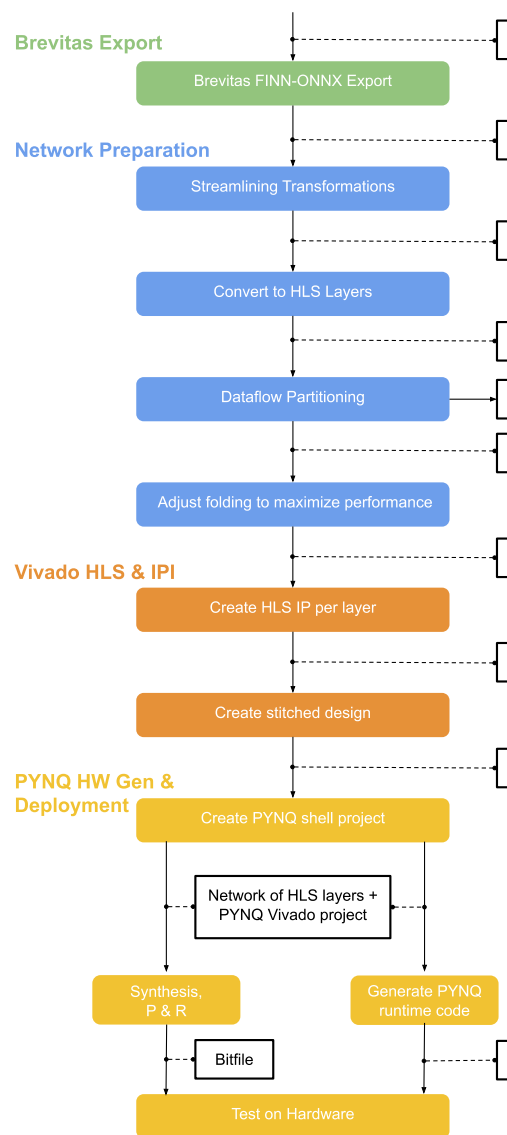 Brevitas Export
Brevitas FINN-ONNX Export
Network Preparation
Streamlining Transformations
Convert to HLS Layers
Dataflow Partitioning
Adjust folding to maximize performance
Vivado HLS & IPI
Create HLS IP per layer
Create stitched design
PYNQ HW Gen &
Deployment
Create PYNQ shell project
Network of HLS layers +
PYNQ Vivado project
Synthesis,
P & R
Generate PYNQ
runtime code
Bitfile
Test on Hardware